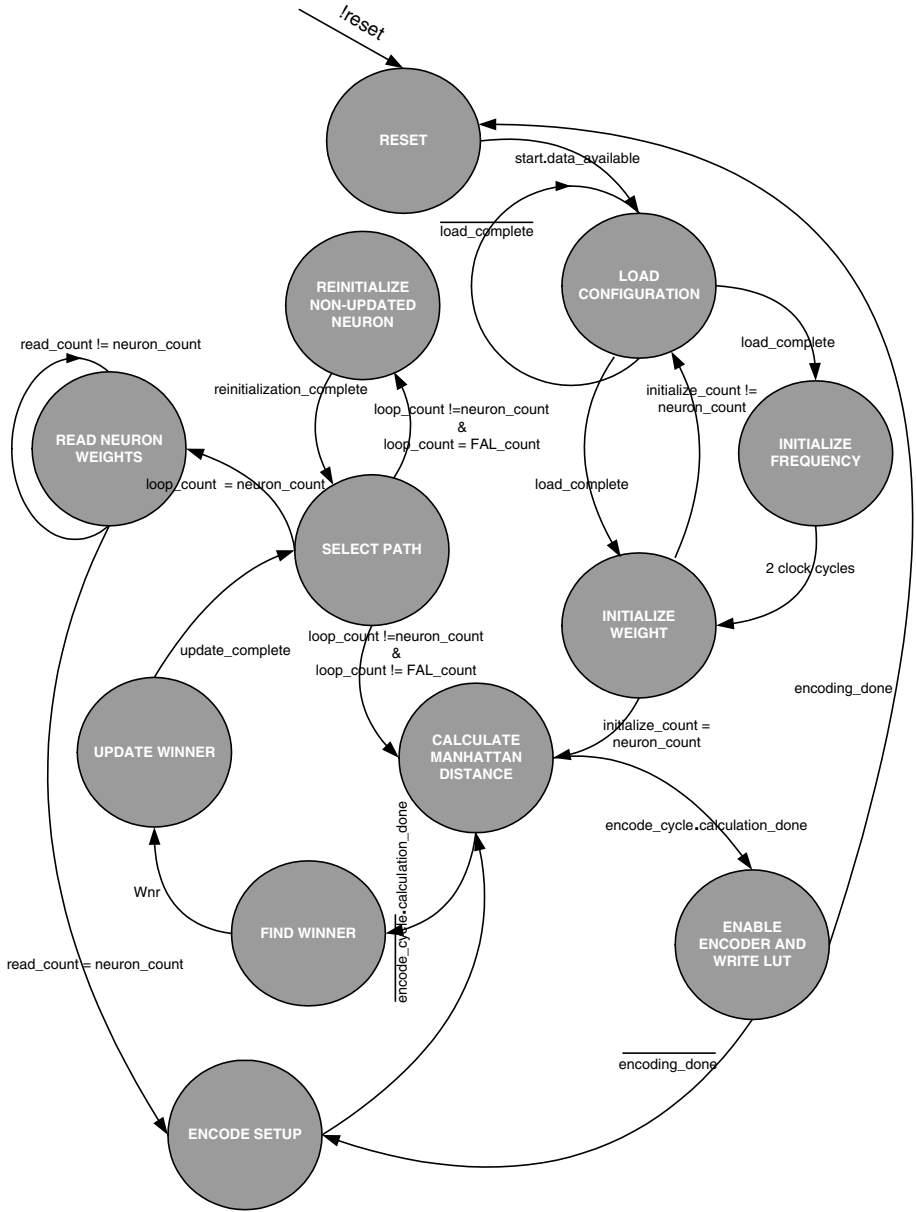 !reset
RESET
start.data_available
load_complete
LOAD
CONFIGURATION
REINITIALIZE
NON-UPDATED
NEURON
load_complete
read_count != neuron_count
reinitialization_complete
initialize_count !=
neuron_count
loop_count !=neuron_count
&
loop_count = FAL_count
READ NEURON
WEIGHTS
INITIALIZE
FREQUENCY
loop_count = neuron_count
load_complete
SELECT PATH
2 clock cycles
INITIALIZE
WEIGHT
loop_count !=neuron_count
&
loop_count != FAL_count
update_complete
encoding_done
initialize_count =
neuron_count
UPDATE WINNER
CALCULATE
MANHATTAN
DISTANCE
encode_cycle.calculation_done
encode_cycle.calculation_done
Wnr
FIND WINNER
ENABLE
ENCODER AND
WRITE LUT
read_count = neuron_count
encoding_done
ENCODE SETUP